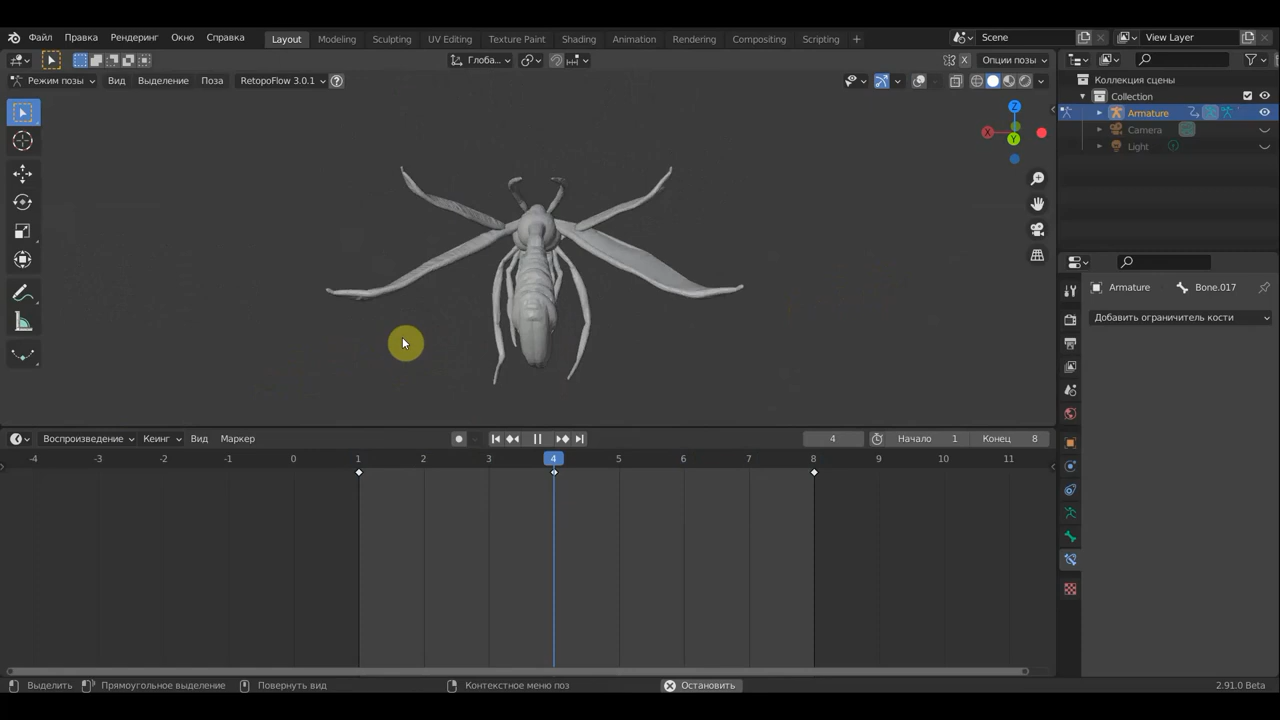 Файл Правка Рендеринг Окно Справка Layout Modeling Sculpting UV Editing Texture Paint Shading Animation Rendering Compositing Scripting + Scene View Layer
Глоба... Опции позы
Режим позы Вид Выделение Поза RetopoFlow 3.0.1 ? Коллекция сцены
Collection
Armature
Camera
Light
Z
X
Y
Armature Bone.017
Добавить ограничитель кости
Воспроизведение Кеинг Вид Маркер 4 Начало 1 Конец 8
-4 -3 -2 -1 0 1 2 3 4 5 6 7 8 9 10 11
Выделить Прямоугольное выделение Повернуть вид Контекстное меню поз Остановить 2.91.0 Beta